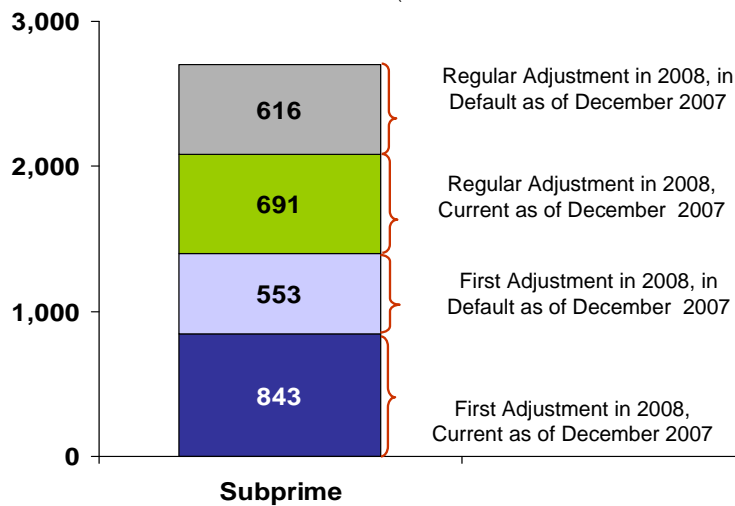 3,000
Regular Adjustment in 2008, in
Default as of December 2007
616
2,000
Regular Adjustment in 2008,
Current as of December 2007
691
First Adjustment in 2008, in
Default as of December 2007
553
1,000
843
First Adjustment in 2008,
Current as of December 2007
0
Subprime